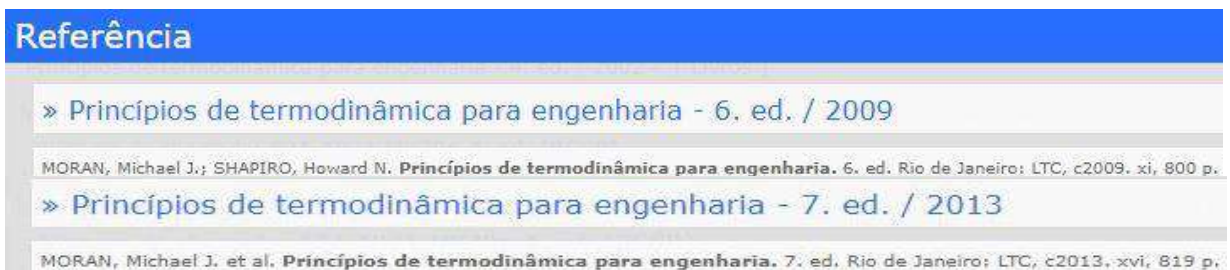 Referência
» Princípios de termodinâmica para engenharia - 6. ed. / 2009
MORAN, Michael J.; SHAPIRO, Howard N. Princípios de termodinâmica para engenharia. 6. ed. Rio de Janeiro: LTC, c2009. xi, 800 p.
» Princípios de termodinâmica para engenharia - 7. ed. / 2013
MORAN, Michael J. et al. Princípios de termodinâmica para engenharia. 7. ed. Rio de Janeiro: LTC, c2013. xvi, 819 p.